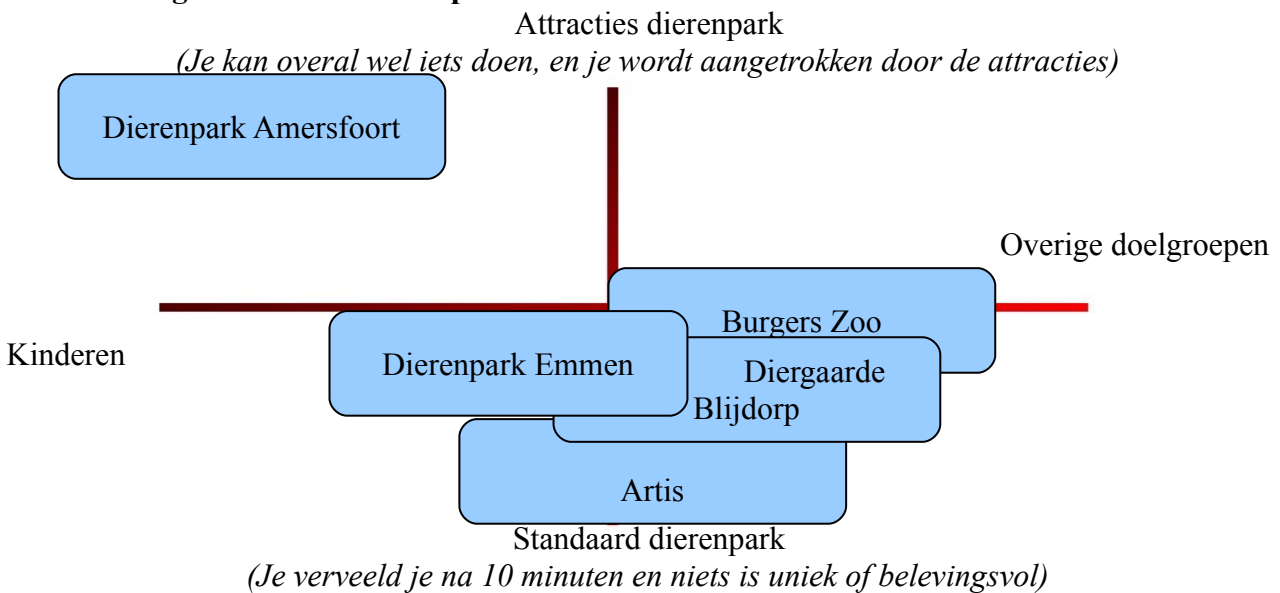 Attracties dierenpark
(Je kan overal wel iets doen, en je wordt aangetrokken door de attracties)
Dierenpark Amersfoort
Overige doelgroepen
Burgers Zoo
Kinderen
Dierenpark Emmen
Diergaarde
Blijdorp
Artis
Standaard dierenpark
(Je verveeld je na 10 minuten en niets is uniek of belevingsvol)